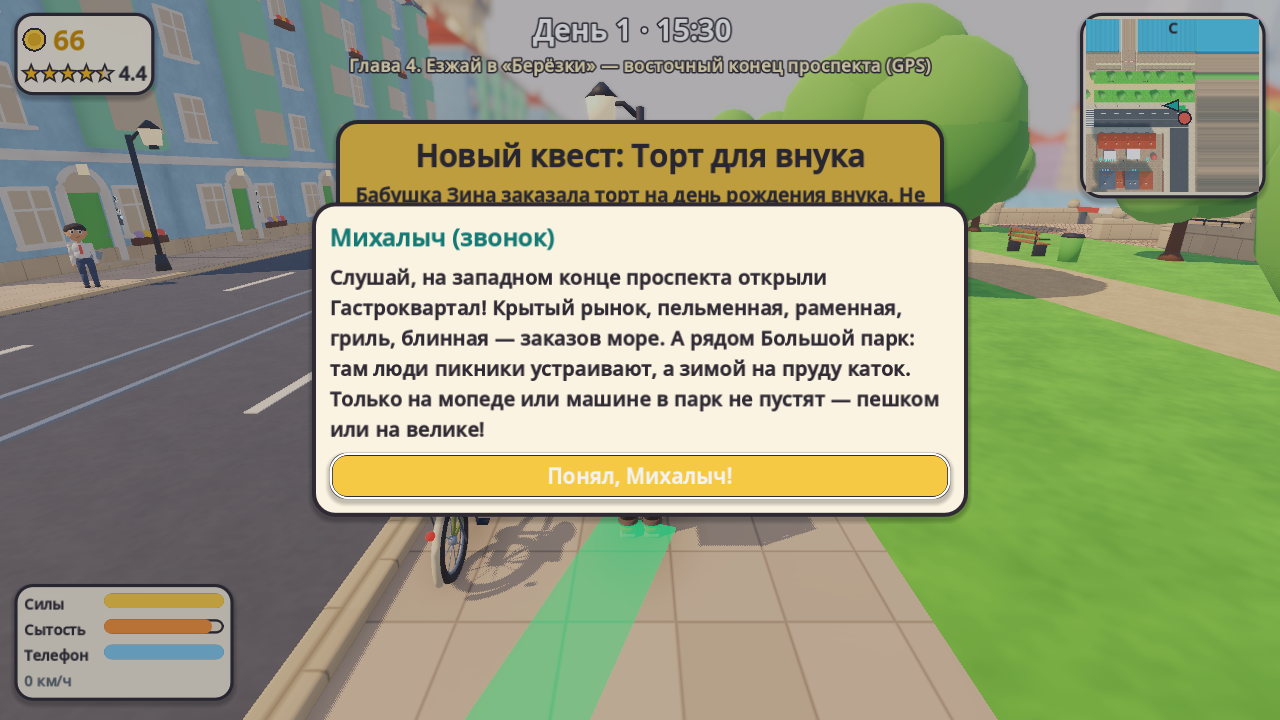 66
4.4
День 1 · 15:30
Глава 4. Езжай в «Берёзки» — восточный конец проспекта (GPS)
С
Новый квест: Торт для внука
Бабушка Зина заказала торт на день рождения внука. Не
Михалыч (звонок)
Слушай, на западном конце проспекта открыли
Гастроквартал! Крытый рынок, пельменная, раменная,
гриль, блинная — заказов море. А рядом Большой парк:
там люди пикники устраивают, а зимой на пруду каток.
Только на мопеде или машине в парк не пустят — пешком
или на велике!
Понял, Михалыч!
Силы
Сытость
Телефон
0 км/ч